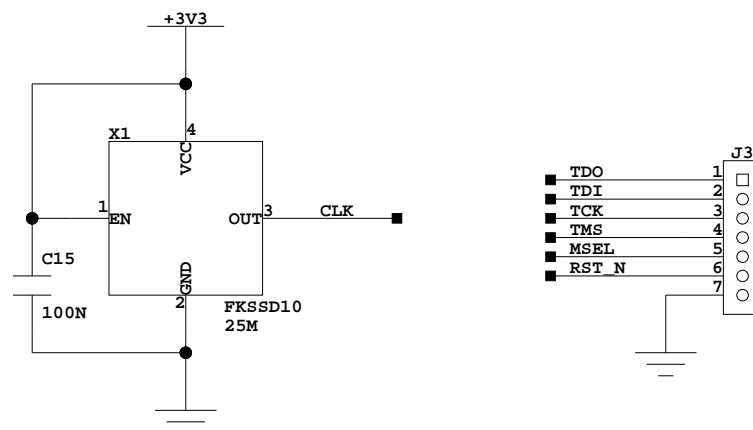 +3V3
X1
4
VCC
1
EN
OUT
3
CLK
C15
100N
GND
2
FKSSD10
25M
J3
TDO
1
TDI
2
TCK
3
TMS
4
MSEL
5
RST_N
6
7